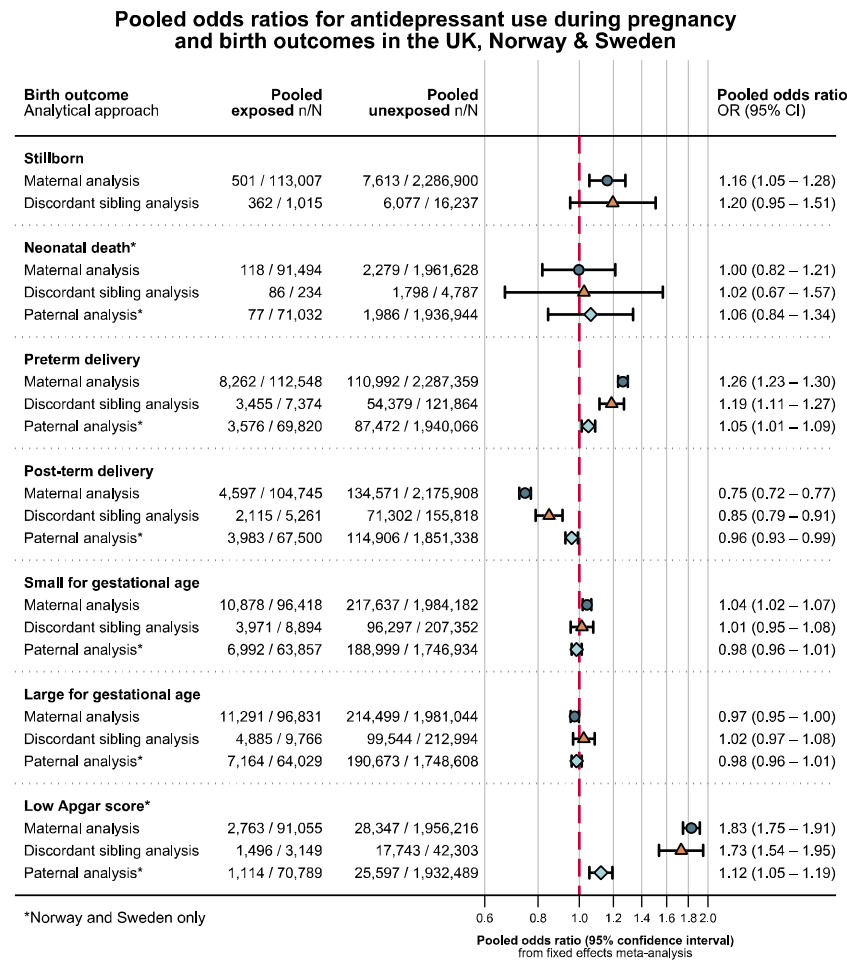 Pooled odds ratios for antidepressant use during pregnancy
and birth outcomes in the UK, Norway & Sweden
Birth outcome Pooled Pooled Pooled odds ratio
Analytical approach exposed n/N unexposed n/N OR (95% CI)
Stillborn
Maternal analysis 501 / 113,007 7,613 / 2,286,900 1.16 (1.05 – 1.28)
Discordant sibling analysis 362 / 1,015 6,077 / 16,237 1.20 (0.95 – 1.51)
Neonatal death*
Maternal analysis 118 / 91,494 2,279 / 1,961,628 1.00 (0.82 – 1.21)
Discordant sibling analysis 86 / 234 1,798 / 4,787 1.02 (0.67 – 1.57)
Paternal analysis* 77 / 71,032 1,986 / 1,936,944 1.06 (0.84 – 1.34)
Preterm delivery
Maternal analysis 8,262 / 112,548 110,992 / 2,287,359 1.26 (1.23 – 1.30)
Discordant sibling analysis 3,455 / 7,374 54,379 / 121,864 1.19 (1.11 – 1.27)
Paternal analysis* 3,576 / 69,820 87,472 / 1,940,066 1.05 (1.01 – 1.09)
Post-term delivery
Maternal analysis 4,597 / 104,745 134,571 / 2,175,908 0.75 (0.72 – 0.77)
Discordant sibling analysis 2,115 / 5,261 71,302 / 155,818 0.85 (0.79 – 0.91)
Paternal analysis* 3,983 / 67,500 114,906 / 1,851,338 0.96 (0.93 – 0.99)
Small for gestational age
Maternal analysis 10,878 / 96,418 217,637 / 1,984,182 1.04 (1.02 – 1.07)
Discordant sibling analysis 3,971 / 8,894 96,297 / 207,352 1.01 (0.95 – 1.08)
Paternal analysis* 6,992 / 63,857 188,999 / 1,746,934 0.98 (0.96 – 1.01)
Large for gestational age
Maternal analysis 11,291 / 96,831 214,499 / 1,981,044 0.97 (0.95 – 1.00)
Discordant sibling analysis 4,885 / 9,766 99,544 / 212,994 1.02 (0.97 – 1.08)
Paternal analysis* 7,164 / 64,029 190,673 / 1,748,608 0.98 (0.96 – 1.01)
Low Apgar score*
Maternal analysis 2,763 / 91,055 28,347 / 1,956,216 1.83 (1.75 – 1.91)
Discordant sibling analysis 1,496 / 3,149 17,743 / 42,303 1.73 (1.54 – 1.95)
Paternal analysis* 1,114 / 70,789 25,597 / 1,932,489 1.12 (1.05 – 1.19)
*Norway and Sweden only
0.6 0.8 1.0 1.2 1.4 1.6 1.8 2.0
Pooled odds ratio (95% confidence interval)
from fixed effects meta-analysis